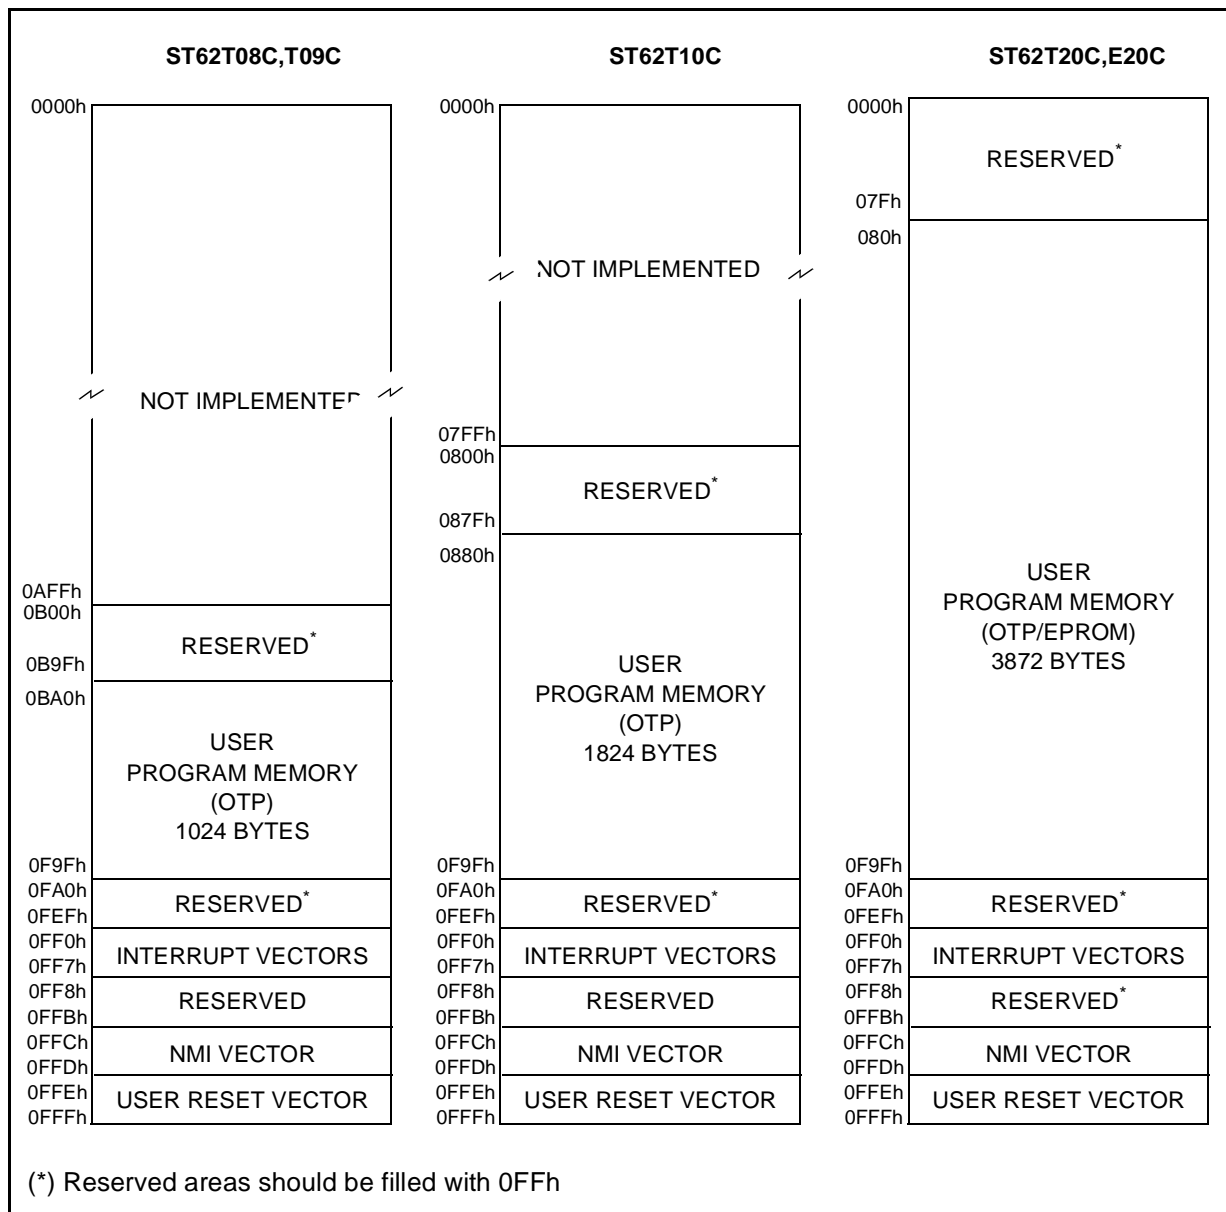 ST62T08C,T09C
0000h
NOT IMPLEMENTED
0AFFh
0B00h
RESERVED*
0B9Fh
0BA0h
USER
PROGRAM MEMORY
(OTP)
1024 BYTES
0F9Fh
0FA0h
RESERVED*
0FEFh
0FF0h
INTERRUPT VECTORS
0FF7h
0FF8h
RESERVED
0FFBh
0FFCh
NMI VECTOR
0FFDh
0FFEh
USER RESET VECTOR
0FFFh
ST62T10C
0000h
NOT IMPLEMENTED
07FFh
0800h
RESERVED*
087Fh
0880h
USER
PROGRAM MEMORY
(OTP)
1824 BYTES
0F9Fh
0FA0h
RESERVED*
0FEFh
0FF0h
INTERRUPT VECTORS
0FF7h
0FF8h
RESERVED
0FFBh
0FFCh
NMI VECTOR
0FFDh
0FFEh
USER RESET VECTOR
0FFFh
ST62T20C,E20C
0000h
RESERVED*
07Fh
080h
USER
PROGRAM MEMORY
(OTP/EPROM)
3872 BYTES
0F9Fh
0FA0h
RESERVED*
0FEFh
0FF0h
INTERRUPT VECTORS
0FF7h
0FF8h
RESERVED*
0FFBh
0FFCh
NMI VECTOR
0FFDh
0FFEh
USER RESET VECTOR
0FFFh
(*) Reserved areas should be filled with 0FFh